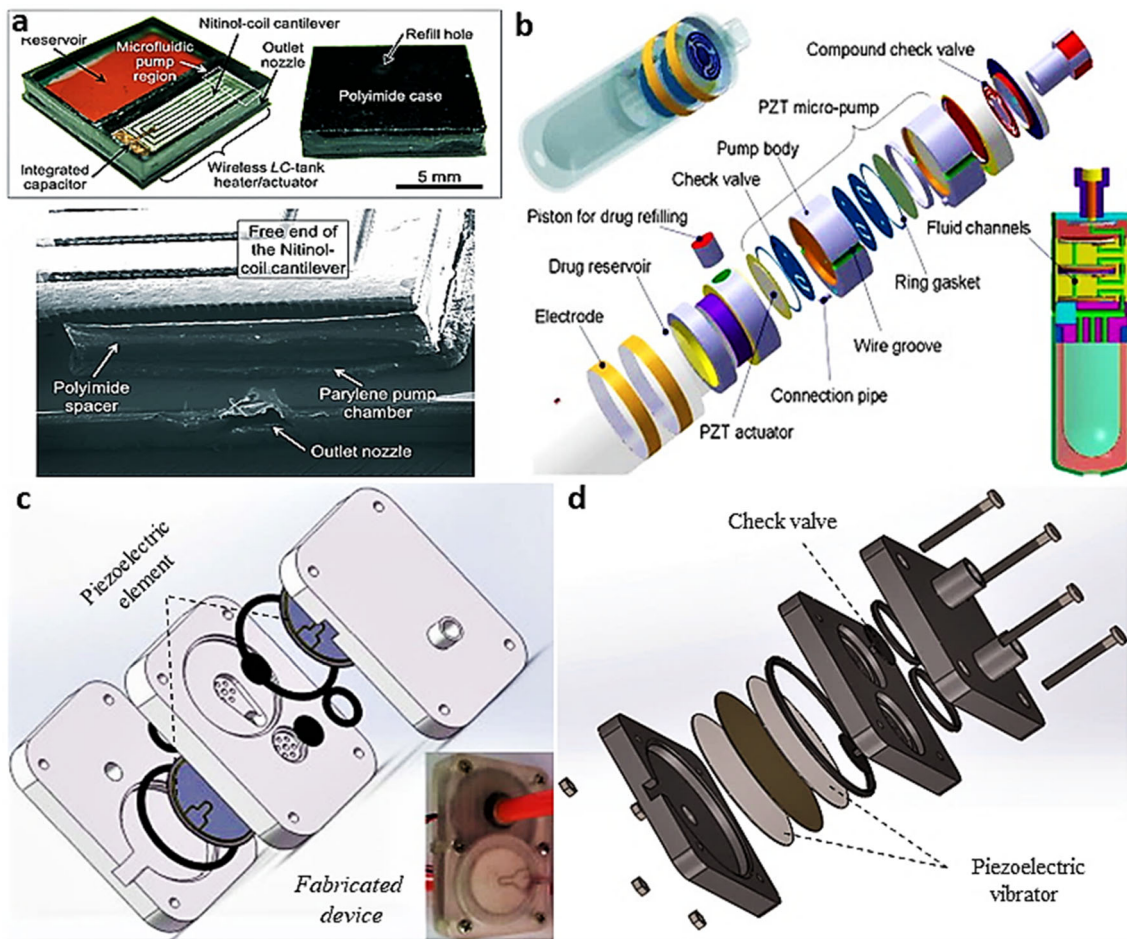 a
Nitinol-coil cantilever
Reservoir
Microfluidic
pump
region
Outlet
nozzle
Refill hole
Polyimide case
Integrated
capacitor
Wireless LC-tank
heater/actuator
5 mm
Free end of
the Nitinol-
coil cantilever
Polyimide
spacer
Parylene pump
chamber
Outlet nozzle
b
Compound check valve
PZT micro-pump
Pump body
Check valve
Piston for drug refilling
Drug reservoir
Electrode
Fluid channels
Ring gasket
Wire groove
Connection pipe
PZT actuator
c
Piezoelectric
element
Fabricated
device
d
Check valve
Piezoelectric
vibrator